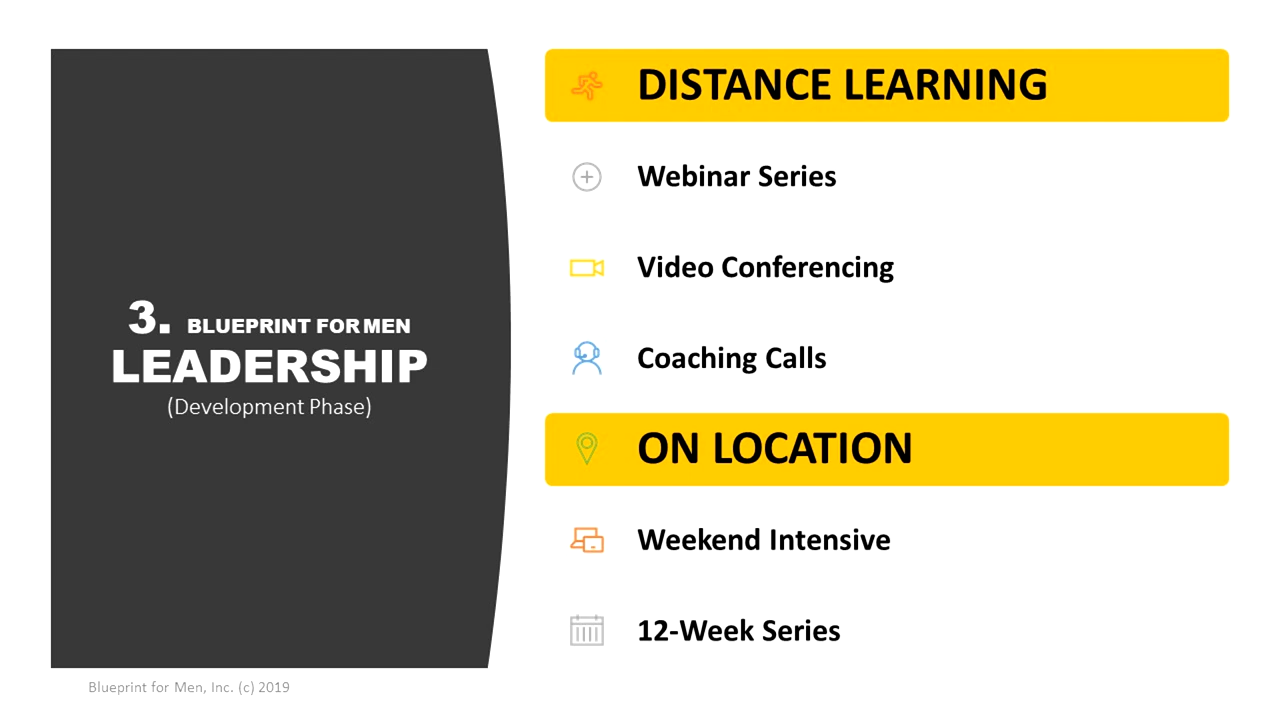 3. BLUEPRINT FOR MEN
LEADERSHIP
(Development Phase)
DISTANCE LEARNING
Webinar Series
Video Conferencing
Coaching Calls
ON LOCATION
Weekend Intensive
12-Week Series
Blueprint for Men, Inc. (c) 2019